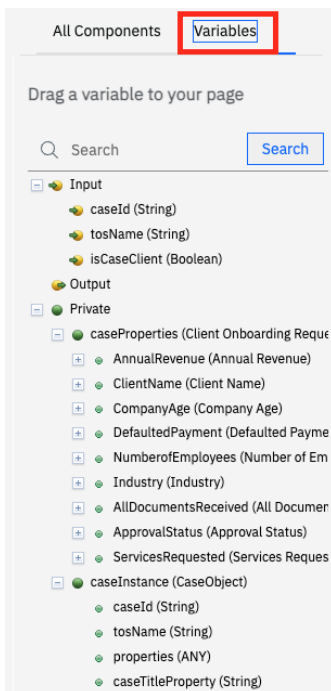 All Components Variables
Drag a variable to your page
Search Search
Input
caseId (String)
tosName (String)
isCaseClient (Boolean)
Output
Private
caseProperties (Client Onboarding Reque
AnnualRevenue (Annual Revenue)
ClientName (Client Name)
CompanyAge (Company Age)
DefaultedPayment (Defaulted Payme
NumberofEmployees (Number of Em
Industry (Industry)
AllDocumentsReceived (All Documen
ApprovalStatus (Approval Status)
ServicesRequested (Services Reques
caseInstance (CaseObject)
caseId (String)
tosName (String)
properties (ANY)
caseTitleProperty (String)